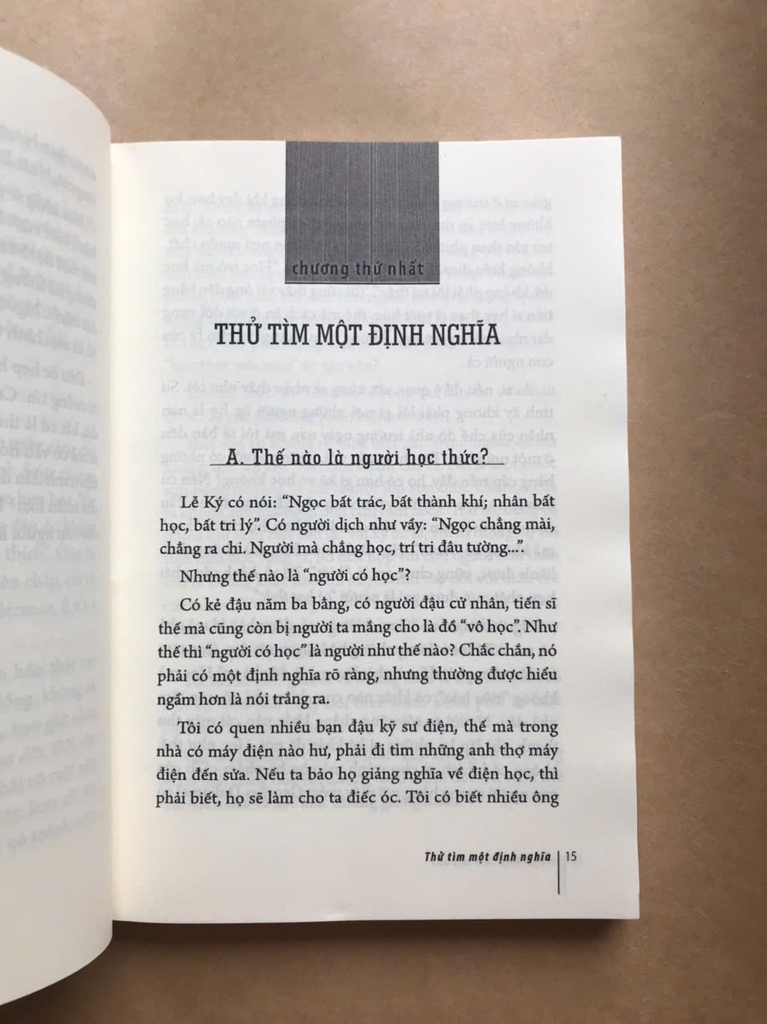 chương thứ nhất
THỬ TÌM MỘT ĐỊNH NGHĨA
A. Thế nào là người học thức?
Lễ Ký có nói: “Ngọc bất trác, bất thành khí; nhân bất
học, bất tri lý”. Có người dịch như vầy: “Ngọc chẳng mài,
chẳng ra chi. Người mà chẳng học, trí tri đâu tường...”.
Nhưng thế nào là “người có học”?
Có kẻ đậu năm ba bằng, có người đậu cử nhân, tiến sĩ
thế mà cũng còn bị người ta mắng cho là đồ “vô học”. Như
thế thì “người có học” là người như thế nào? Chắc chắn, nó
phải có một định nghĩa rõ ràng, nhưng thường được hiểu
ngầm hơn là nói trắng ra.
Tôi có quen nhiều bạn đậu kỹ sư điện, thế mà trong
nhà có máy điện nào hư, phải đi tìm những anh thợ máy
điện đến sửa. Nếu ta bảo họ giảng nghĩa về điện học, thì
phải biết, họ sẽ làm cho ta điếc óc. Tôi có biết nhiều ông
Thử tìm một định nghĩa 15